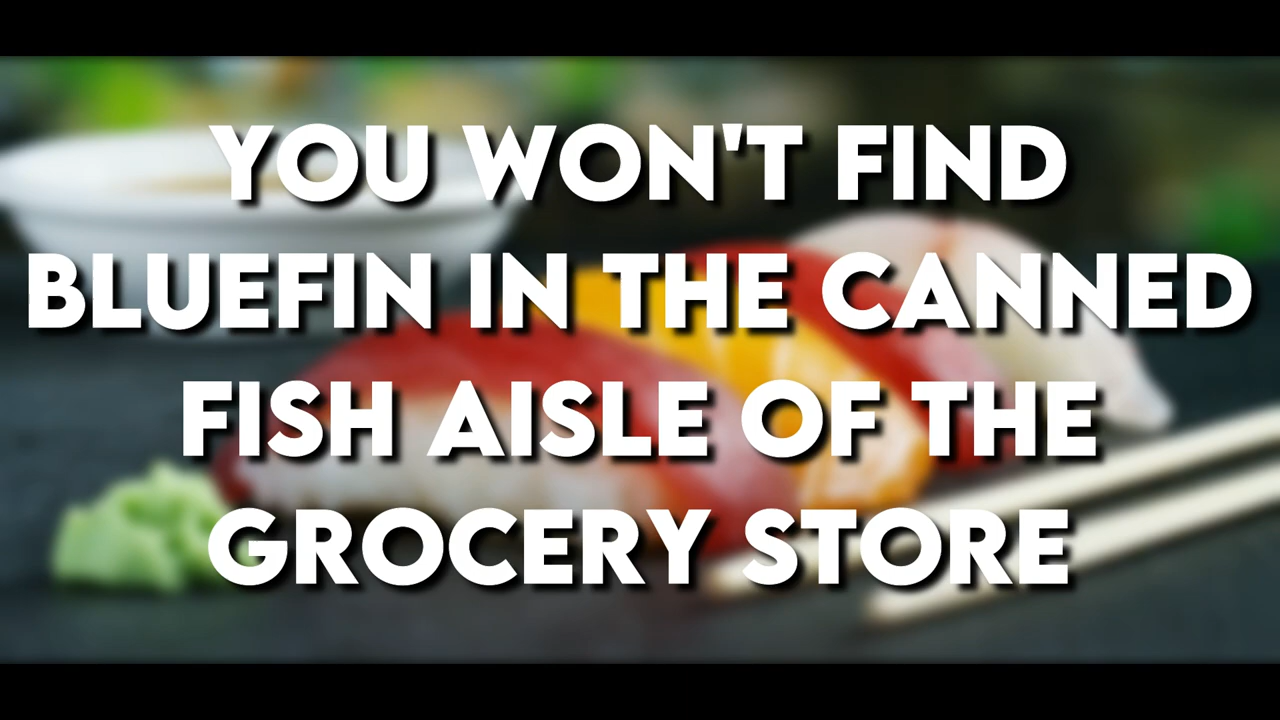 YOU WON'T FIND
BLUEFIN IN THE CANNED
FISH AISLE OF THE
GROCERY STORE